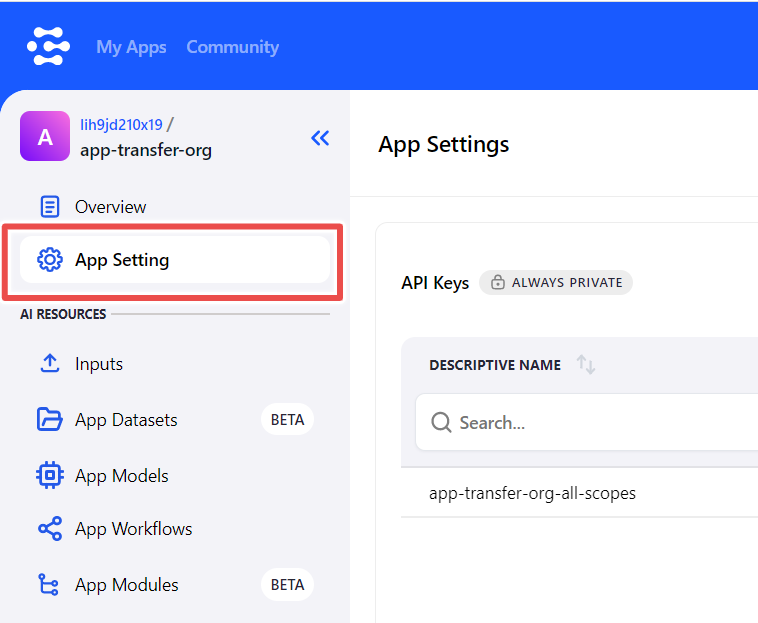 My Apps Community
A
lih9jd210x19 /
app-transfer-org
Overview
App Setting
AI RESOURCES
Inputs
App Datasets BETA
App Models
App Workflows
App Modules BETA
App Settings
API Keys ALWAYS PRIVATE
DESCRIPTIVE NAME
Search...
app-transfer-org-all-scopes